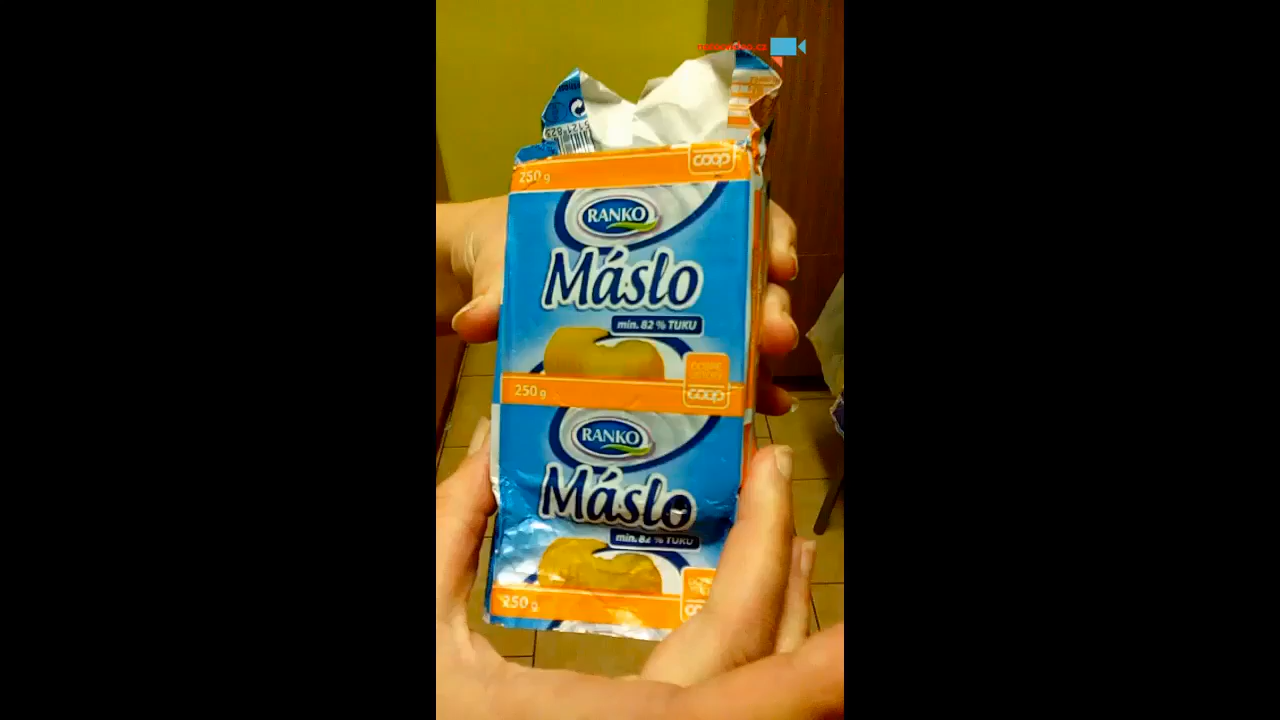 250 g
coop
RANKO
Máslo
min. 82 % TUKU
250 g
coop
RANKO
Máslo
min. 82 % TUKU
250 g